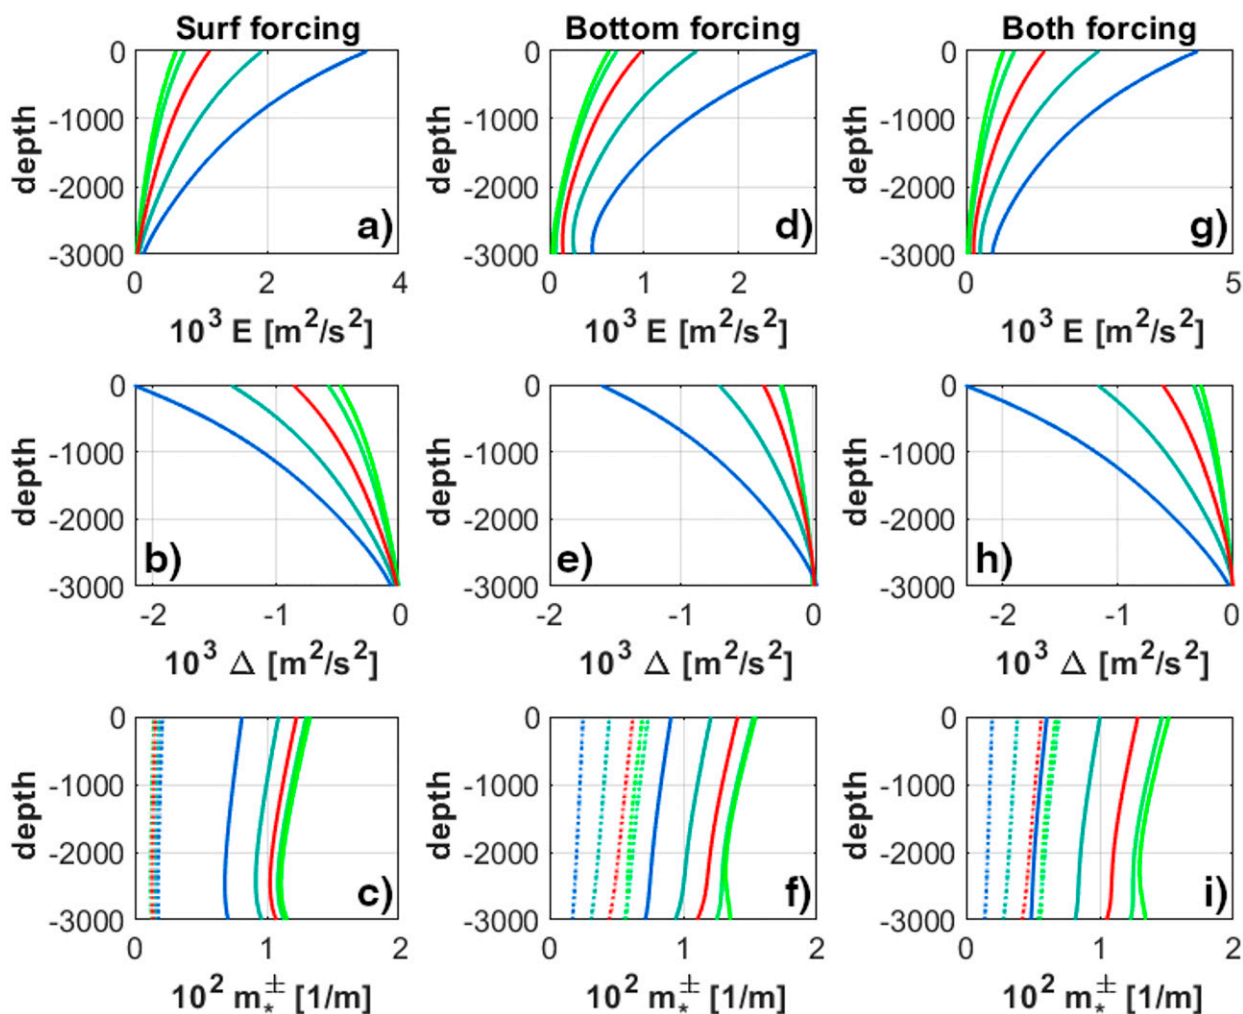 Surf forcing Bottom forcing Both forcing
0 0 0
-1000 -1000 -1000
depth depth depth
-2000 -2000 -2000
a) d) g)
-3000 -3000 -3000
0 2 4 0 1 2 0 5
10³ E [m²/s²] 10³ E [m²/s²] 10³ E [m²/s²]
0 0 0
-1000 -1000 -1000
depth depth depth
-2000 -2000 -2000
b) e) h)
-3000 -3000 -3000
-2 -1 0 -2 -1 0 -2 -1 0
10³ Δ [m²/s²] 10³ Δ [m²/s²] 10³ Δ [m²/s²]
0 0 0
-1000 -1000 -1000
depth depth depth
-2000 -2000 -2000
c) f) i)
-3000 -3000 -3000
0 1 2 0 1 2 0 1 2
10² m*± [1/m] 10² m*± [1/m] 10² m*± [1/m]